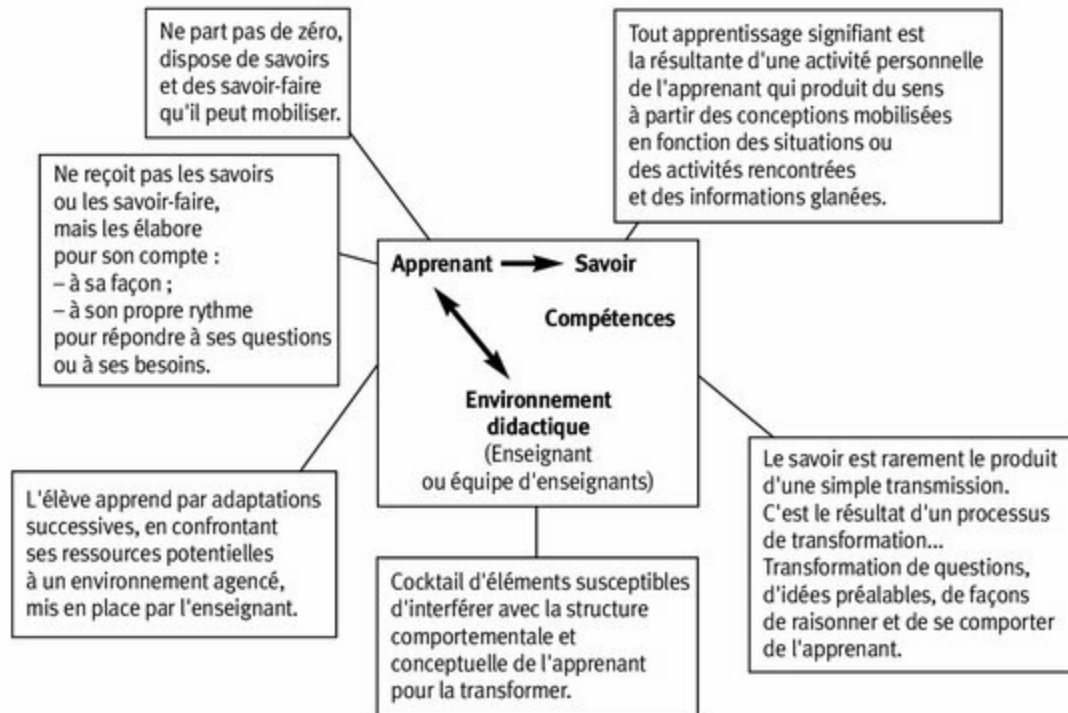 Ne part pas de zéro,
dispose de savoirs
et des savoir-faire
qu'il peut mobiliser.
Tout apprentissage signifiant est
la résultante d'une activité personnelle
de l'apprenant qui produit du sens
à partir des conceptions mobilisées
en fonction des situations ou
des activités rencontrées
et des informations glanées.
Ne reçoit pas les savoirs
ou les savoir-faire,
mais les élabore
pour son compte :
– à sa façon ;
– à son propre rythme
pour répondre à ses questions
ou à ses besoins.
Apprenant
Savoir
Compétences
Environnement
didactique
(Enseignant
ou équipe d'enseignants)
L'élève apprend par adaptations
successives, en confrontant
ses ressources potentielles
à un environnement agencé,
mis en place par l'enseignant.
Cocktail d'éléments susceptibles
d'interférer avec la structure
comportementale et
conceptuelle de l'apprenant
pour la transformer.
Le savoir est rarement le produit
d'une simple transmission.
C'est le résultat d'un processus
de transformation...
Transformation de questions,
d'idées préalables, de façons
de raisonner et de se comporter
de l'apprenant.